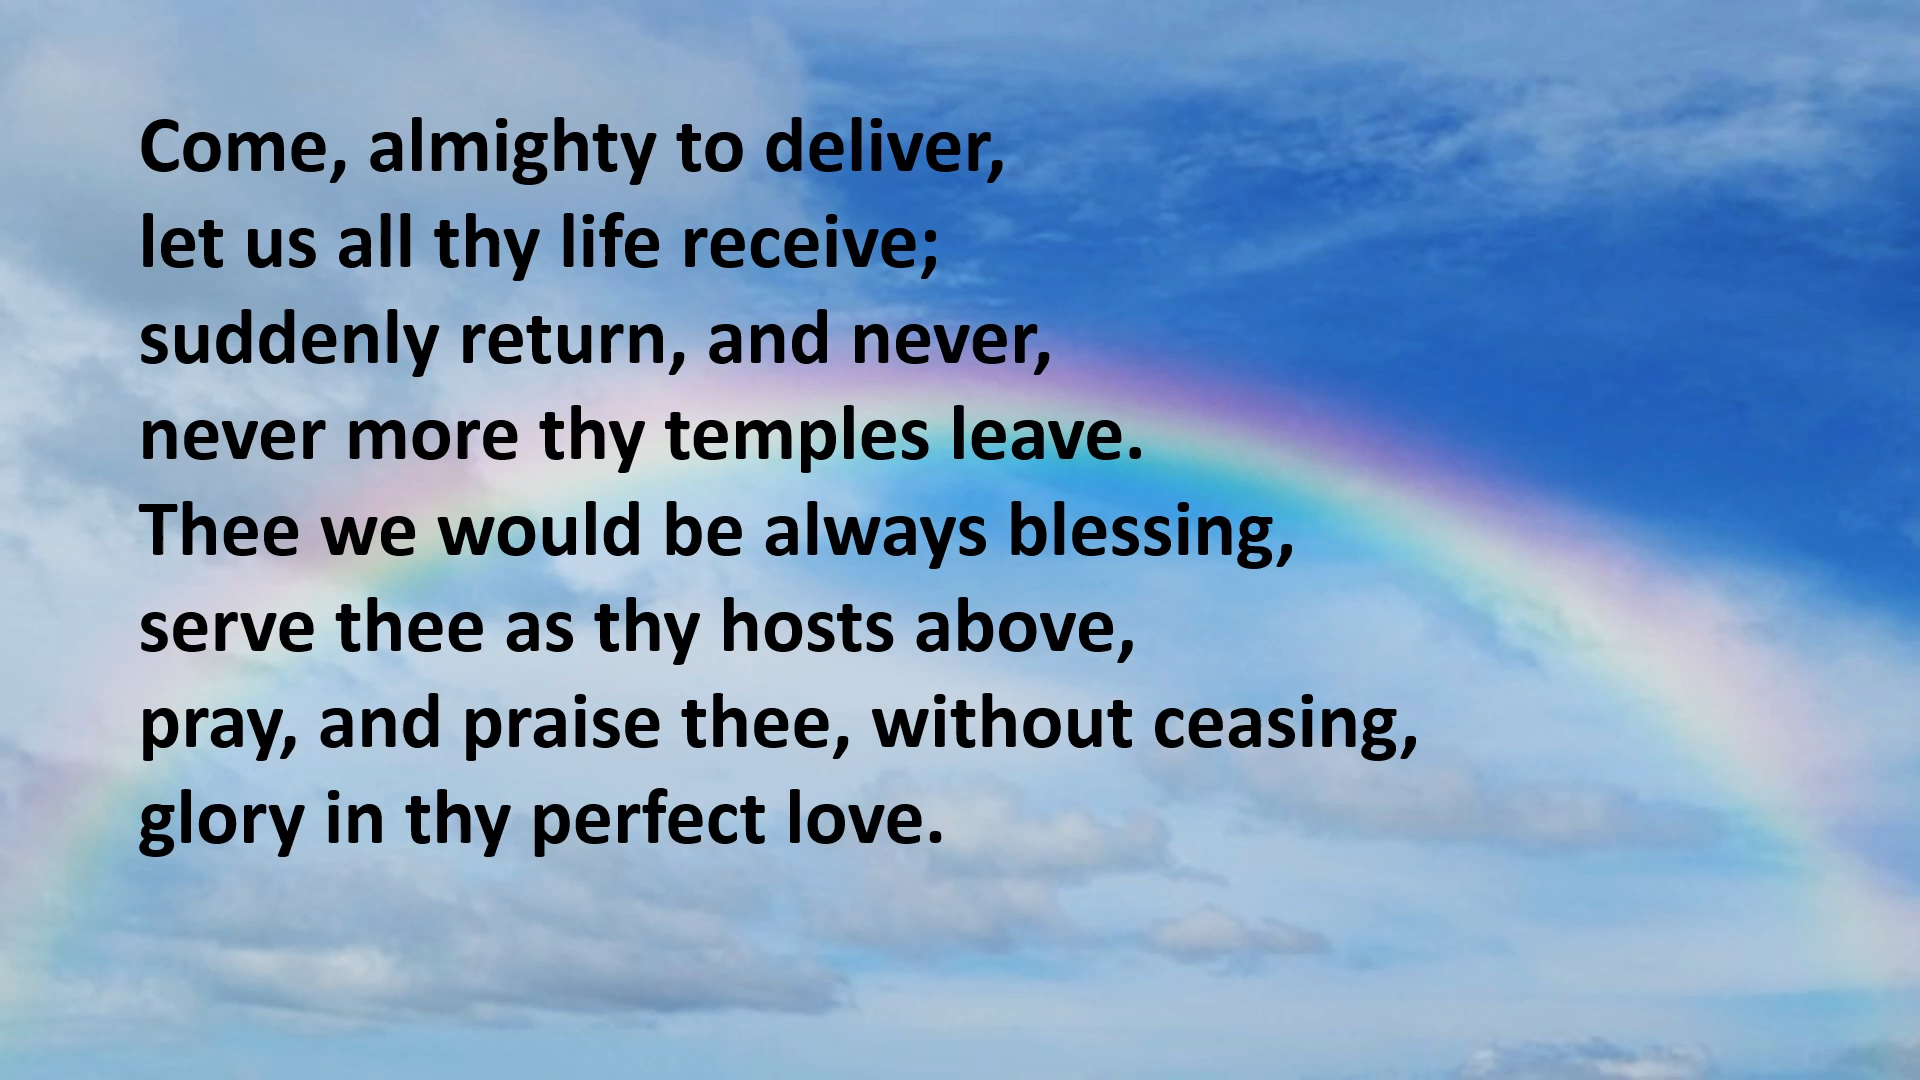 Come, almighty to deliver,
let us all thy life receive;
suddenly return, and never,
never more thy temples leave.
Thee we would be always blessing,
serve thee as thy hosts above,
pray, and praise thee, without ceasing,
glory in thy perfect love.